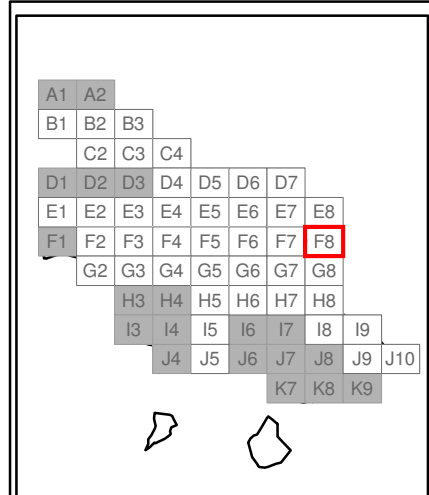 A1 A2
B1 B2 B3
C2 C3 C4
D1 D2 D3 D4 D5 D6 D7
E1 E2 E3 E4 E5 E6 E7 E8
F1 F2 F3 F4 F5 F6 F7 F8
G2 G3 G4 G5 G6 G7 G8
H3 H4 H5 H6 H7 H8
I3 I4 I5 I6 I7 I8 I9
J4 J5 J6 J7 J8 J9 J10
K7 K8 K9